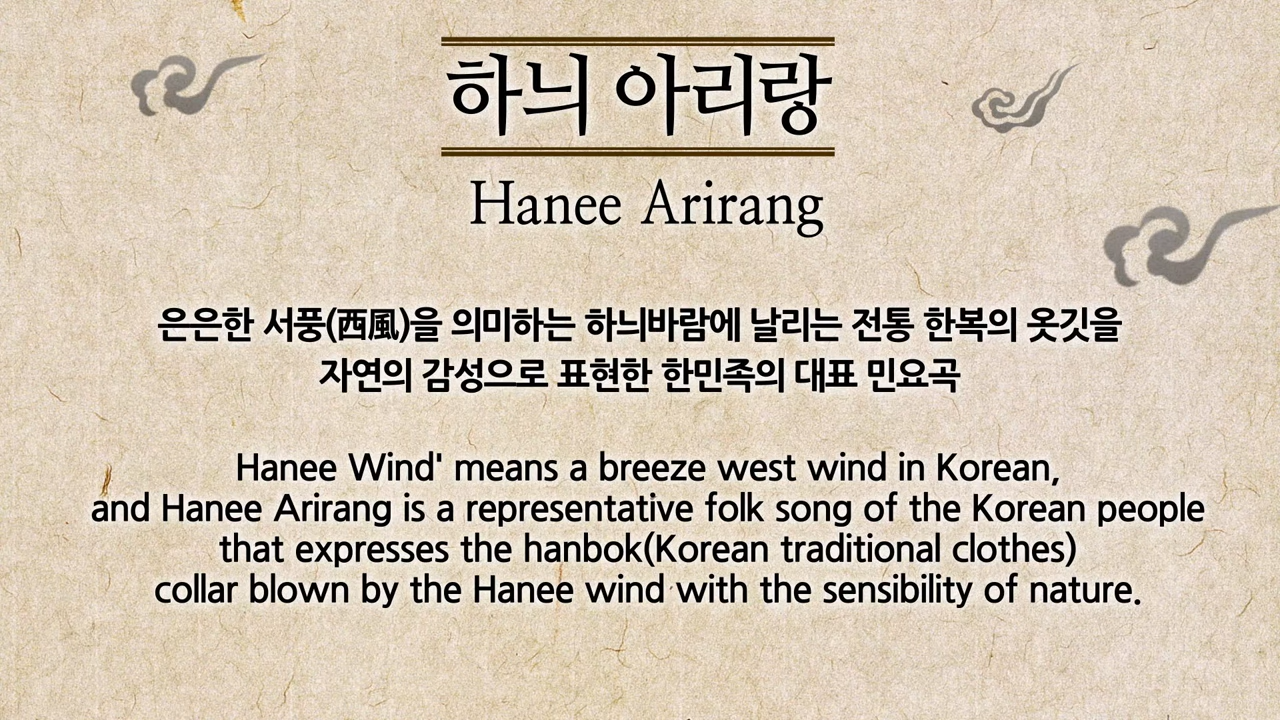 하늬 아리랑
Hanee Arirang
은은한 서풍(西風)을 의미하는 하늬바람에 날리는 전통 한복의 옷깃을
자연의 감성으로 표현한 한민족의 대표 민요곡
Hanee Wind' means a breeze west wind in Korean,
and Hanee Arirang is a representative folk song of the Korean people
that expresses the hanbok(Korean traditional clothes)
collar blown by the Hanee wind with the sensibility of nature.